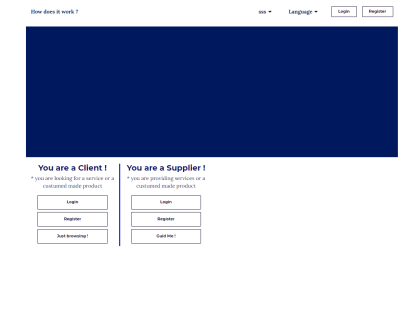 How does it work ?
sss
Language
Login
Register
You are a Client !
* you are looking for a service or a
custumed made product
Login
Register
Just browsing !
You are a Supplier !
* you are providing services or a
custumed made product
Login
Register
Guid Me !